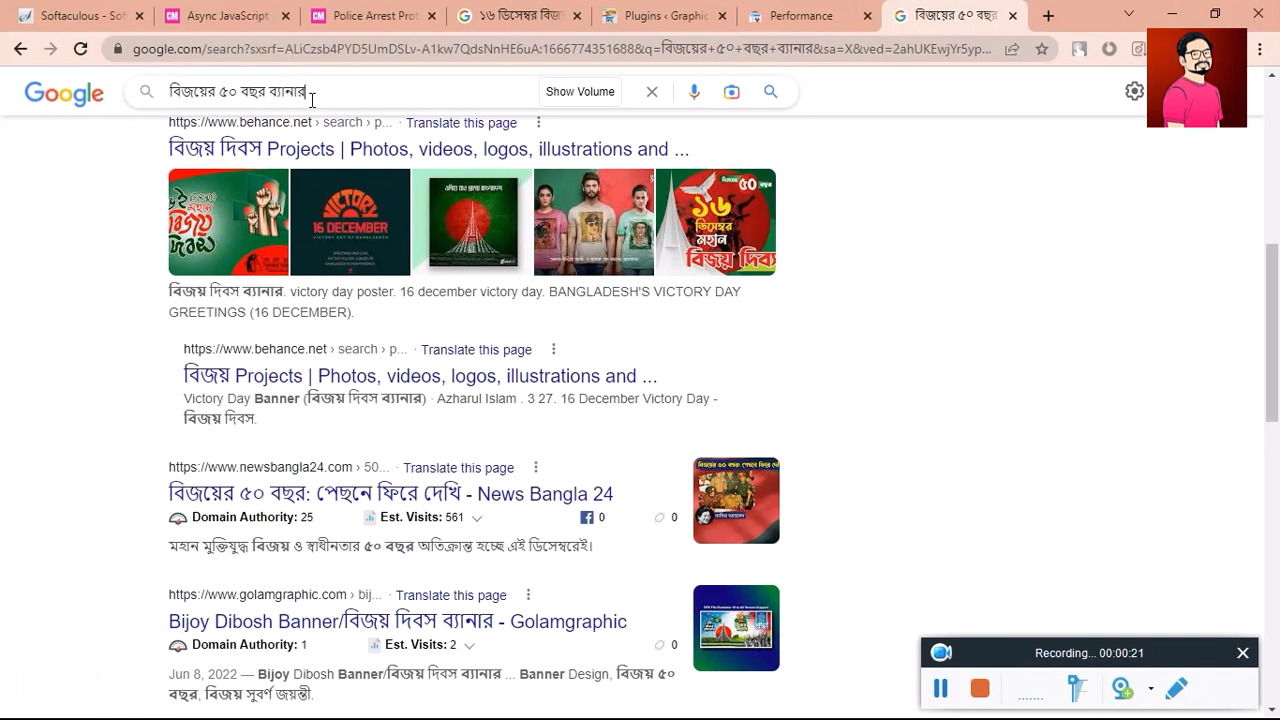 Softaculous - Sof
Async JavaScript
Police Arrest Prot
১৬ ডিসেম্বর বিজ
Plugins ‹ Graphic
Performance
বিজয়ের ৫০ বছর
google.com/search?sxsrf=ALiCzsb4PYD5UmDSLv-A1rw7QdsNtHE6uA:1666774351688&q=বিজয়ের+৫০+বছর+ব্যানার&sa=X&ved=2ahUKEwjYr5yp...
Google
বিজয়ের ৫০ বছর ব্যানার
Show Volume
https://www.behance.net › search › p... · Translate this page
বিজয় দিবস Projects | Photos, videos, logos, illustrations and ...
VICTORY
16 DECEMBER
৫০ বছর
১৬
ডিসেম্বর
মহান
বিজয় দিবস
বিজয় দিবস ব্যানার. victory day poster. 16 december victory day. BANGLADESH'S VICTORY DAY
GREETINGS (16 DECEMBER).
https://www.behance.net › search › p... · Translate this page
বিজয় Projects | Photos, videos, logos, illustrations and ...
Victory Day Banner (বিজয় দিবস ব্যানার) · Azharul Islam . 3 27. 16 December Victory Day -
বিজয় দিবস.
https://www.newsbangla24.com › 50... · Translate this page
বিজয়ের ৫০ বছর: পেছনে ফিরে দেখি - News Bangla 24
Domain Authority: 25 Est. Visits: 561 0 0
মহান মুক্তিযুদ্ধ বিজয় ও স্বাধীনতার ৫০ বছর অতিক্রান্ত হচ্ছে এই ডিসেম্বরেই।
https://www.golamgraphic.com › bij... · Translate this page
Bijoy Dibosh Banner/বিজয় দিবস ব্যানার - Golamgraphic
Domain Authority: 1 Est. Visits: 2 0
Jun 8, 2022 — Bijoy Dibosh Banner/বিজয় দিবস ব্যানার ... Banner Design, বিজয় ৫০
বছর, বিজয় সুবর্ণ জয়ন্তী.
Recording... 00:00:21